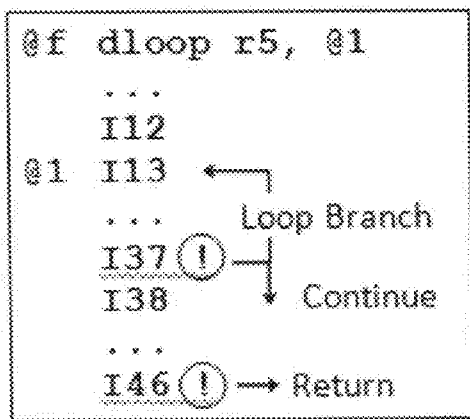 @f dloop r5, @1
...
I12
@1 I13
...
Loop Branch
I37 !
I38 Continue
...
I46 ! Return